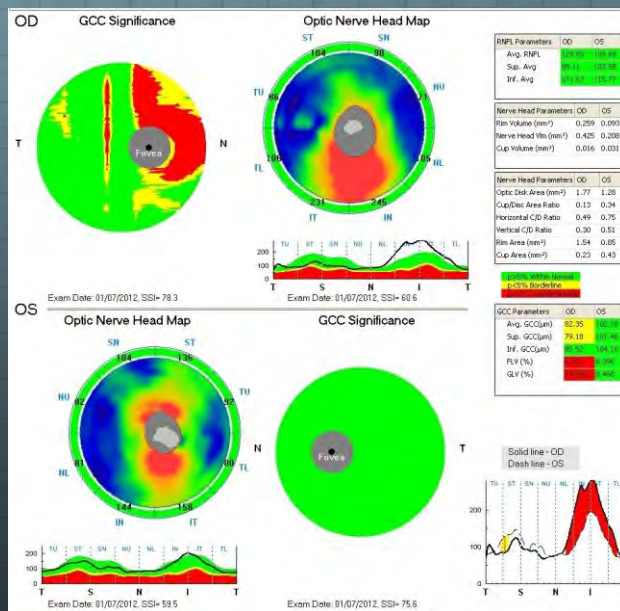 OD
GCC Significance
T
N
Fovea
Exam Date: 01/07/2012, SSI= 78.3
Optic Nerve Head Map
ST
SN
TU
NU
TL
NL
IT
IN
104
90
86
71
105
231
245
TU ST SN NU NL IN IT TL
200
100
0
T S N I T
Exam Date: 01/07/2012, SSI= 60.6
RNFL Parameters OD OS
Avg. RNFL
Sup. Avg
Inf. Avg
Nerve Head Parameters OD OS
Rim Volume (mm³) 0.259 0.093
Nerve Head Vlm (mm³) 0.425 0.208
Cup Volume (mm³) 0.016 0.031
Nerve Head Parameters OD OS
Optic Disk Area (mm²) 1.77 1.28
Cup/Disc Area Ratio 0.13 0.34
Horizontal C/D Ratio 0.49 0.75
Vertical C/D Ratio 0.30 0.51
Rim Area (mm²) 1.54 0.85
Cup Area (mm²) 0.23 0.43
p>5% Within Normal
p<5% Borderline
GCC Parameters OD OS
Avg. GCC(µm) 82.35
Sup. GCC(µm) 79.18
Inf. GCC(µm)
FLV (%)
GLV (%)
OS
Optic Nerve Head Map
SN
ST
NU
TU
NL
TL
IN
IT
104
135
82
92
80
144
158
TU ST SN NU NL IN IT TL
200
100
0
T S N I T
Exam Date: 01/07/2012, SSI= 59.5
GCC Significance
N
T
Fovea
Exam Date: 01/07/2012, SSI= 75.6
Solid line - OD
Dash line - OS
TU ST SN NU NL IN IT TL
200
100
0
T S N I T